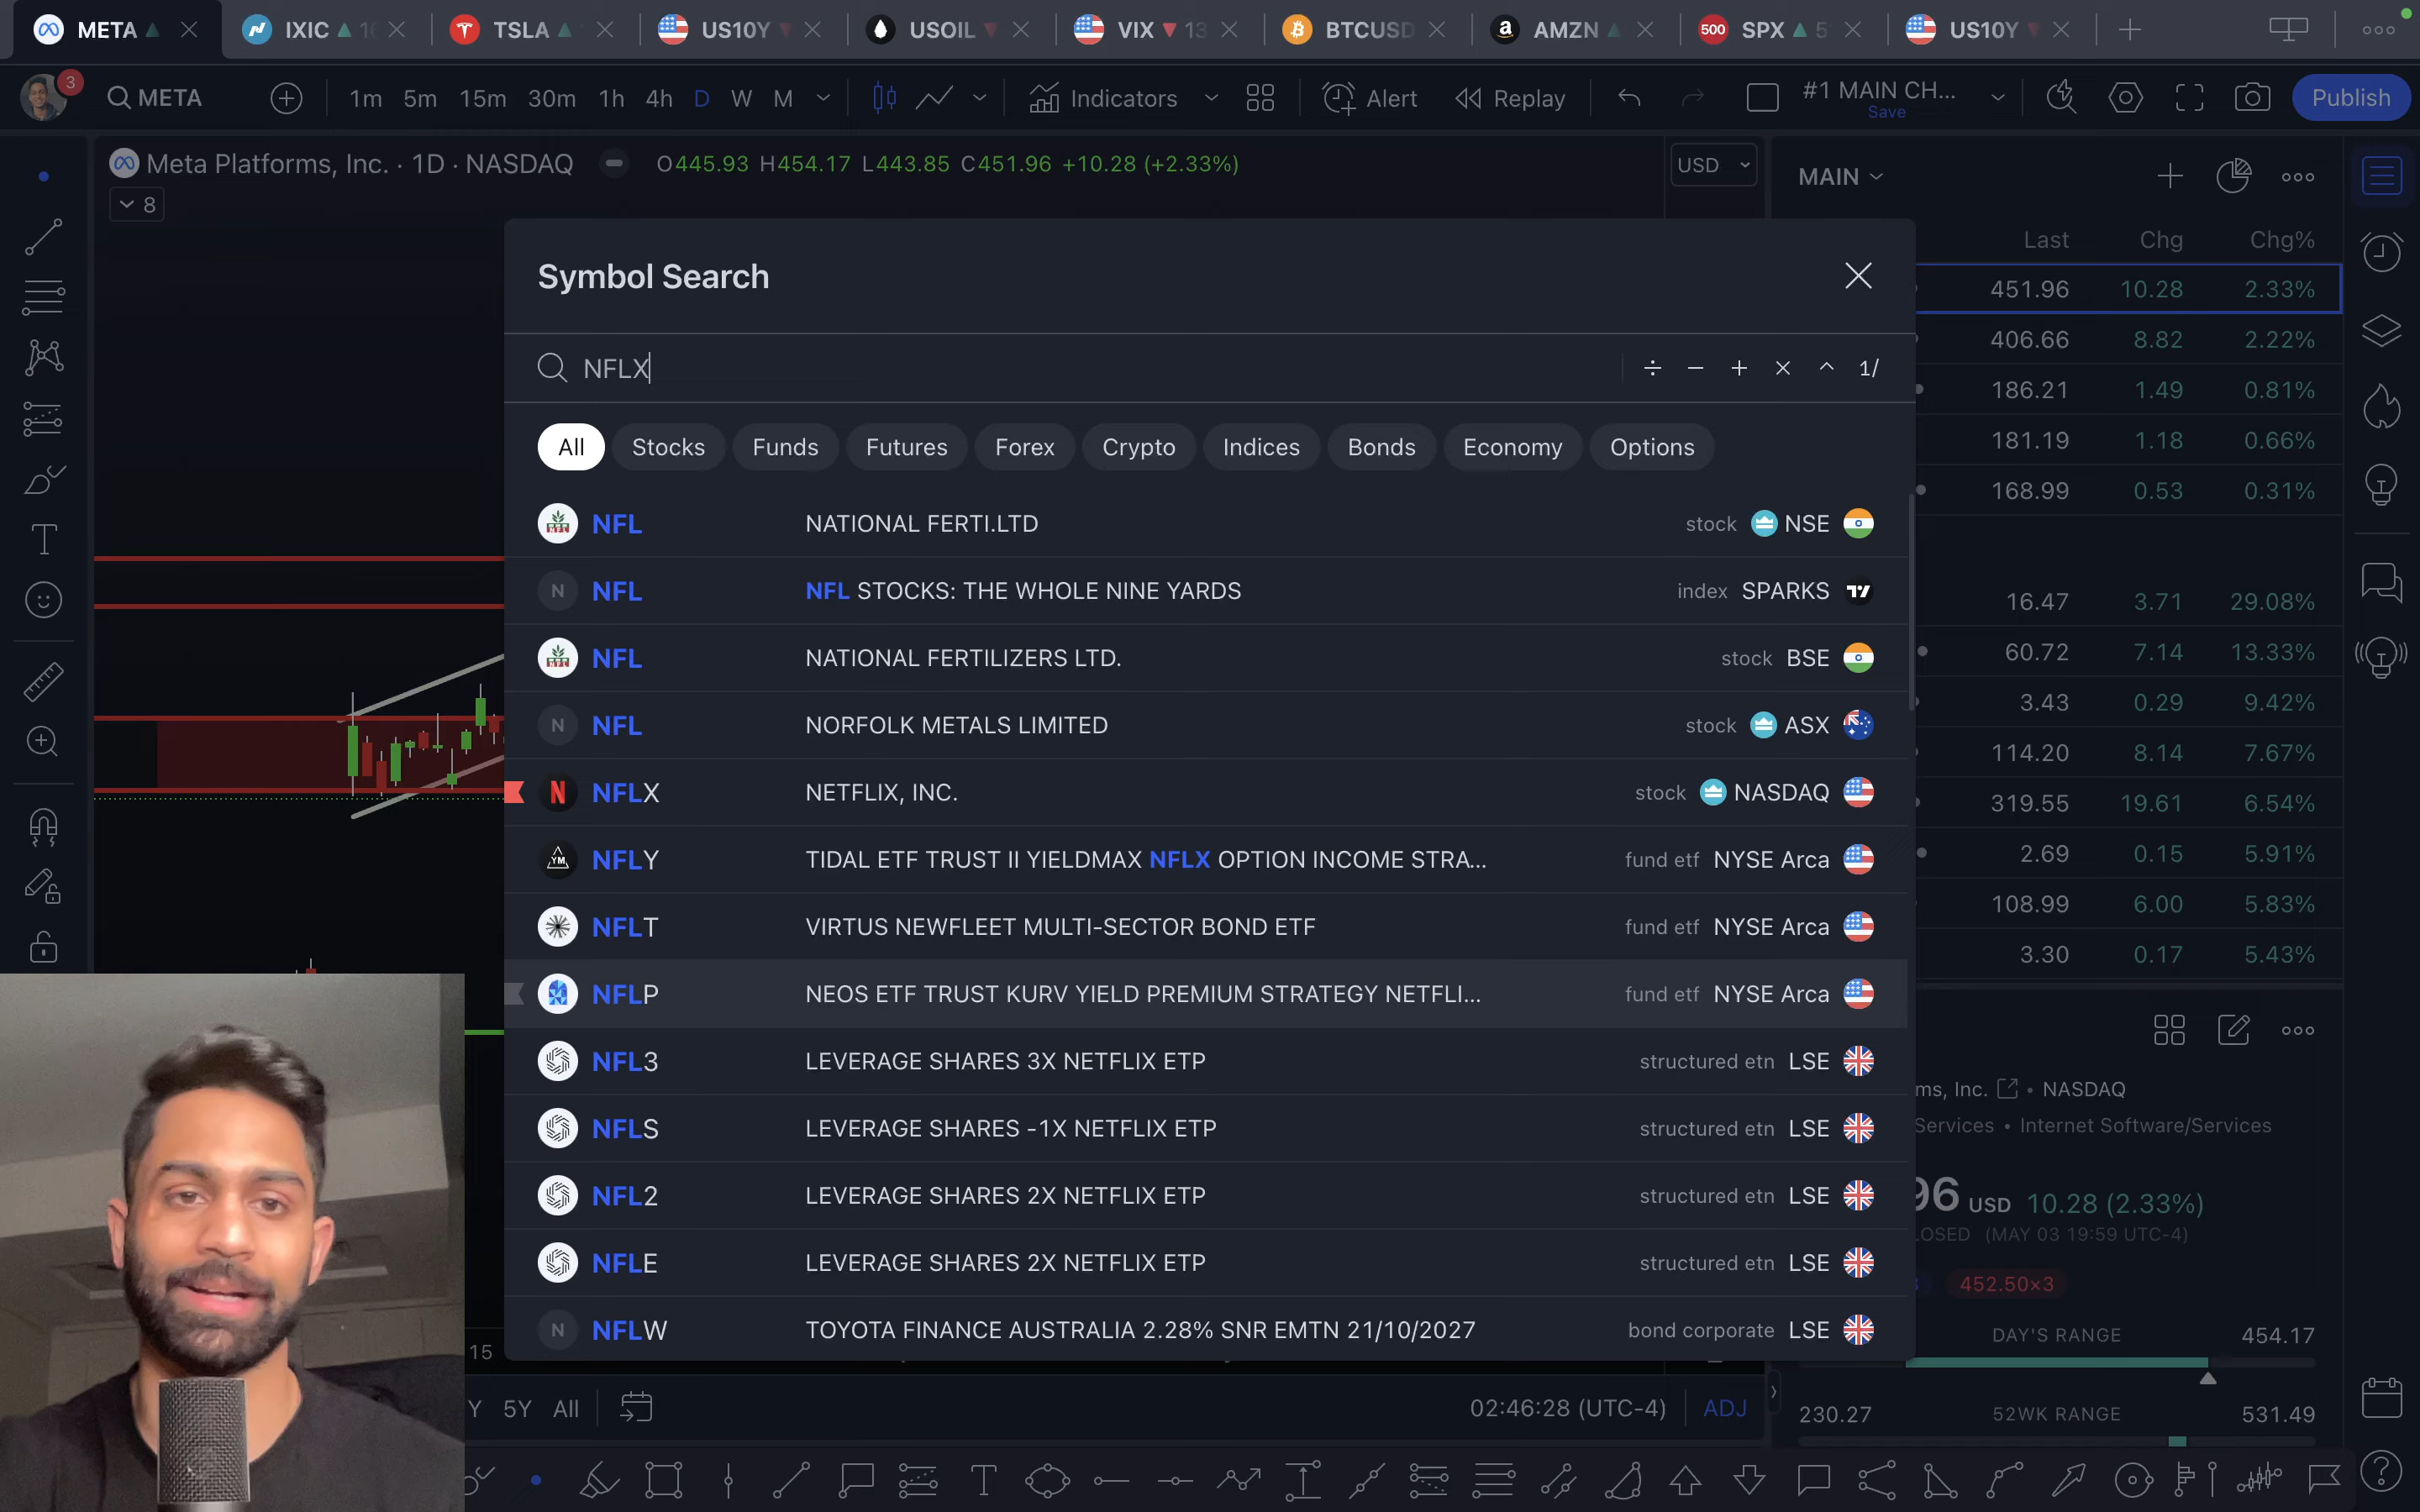 META
IXIC
TSLA
US10Y
USOIL
VIX 13
BTCUSD
AMZN
500 SPX 5
US10Y
3
META
1m 5m 15m 30m 1h 4h D W M
Indicators
Alert
Replay
#1 MAIN CH...
Save
Publish
Meta Platforms, Inc. · 1D · NASDAQ
O445.93 H454.17 L443.85 C451.96 +10.28 (+2.33%)
USD
8
MAIN
Last Chg Chg%
451.96 10.28 2.33%
406.66 8.82 2.22%
186.21 1.49 0.81%
181.19 1.18 0.66%
168.99 0.53 0.31%
16.47 3.71 29.08%
60.72 7.14 13.33%
3.43 0.29 9.42%
114.20 8.14 7.67%
319.55 19.61 6.54%
2.69 0.15 5.91%
108.99 6.00 5.83%
3.30 0.17 5.43%
Symbol Search
NFLX
÷ − + × ^ 1/
All Stocks Funds Futures Forex Crypto Indices Bonds Economy Options
NFL NATIONAL FERTI.LTD stock NSE
N NFL NFL STOCKS: THE WHOLE NINE YARDS index SPARKS
NFL NATIONAL FERTILIZERS LTD. stock BSE
N NFL NORFOLK METALS LIMITED stock ASX
N NFLX NETFLIX, INC. stock NASDAQ
YM NFLY TIDAL ETF TRUST II YIELDMAX NFLX OPTION INCOME STRA... fund etf NYSE Arca
NFLT VIRTUS NEWFLEET MULTI-SECTOR BOND ETF fund etf NYSE Arca
NFLP NEOS ETF TRUST KURV YIELD PREMIUM STRATEGY NETFLI... fund etf NYSE Arca
NFL3 LEVERAGE SHARES 3X NETFLIX ETP structured etn LSE
NFLS LEVERAGE SHARES -1X NETFLIX ETP structured etn LSE
NFL2 LEVERAGE SHARES 2X NETFLIX ETP structured etn LSE
NFLE LEVERAGE SHARES 2X NETFLIX ETP structured etn LSE
N NFLW TOYOTA FINANCE AUSTRALIA 2.28% SNR EMTN 21/10/2027 bond corporate LSE
ms, Inc. • NASDAQ
Services • Internet Software/Services
96 USD 10.28 (2.33%)
LOSED (MAY 03 19:59 UTC-4)
452.50×3
DAY'S RANGE 454.17
230.27 52WK RANGE 531.49
15
Y 5Y All
02:46:28 (UTC-4) ADJ